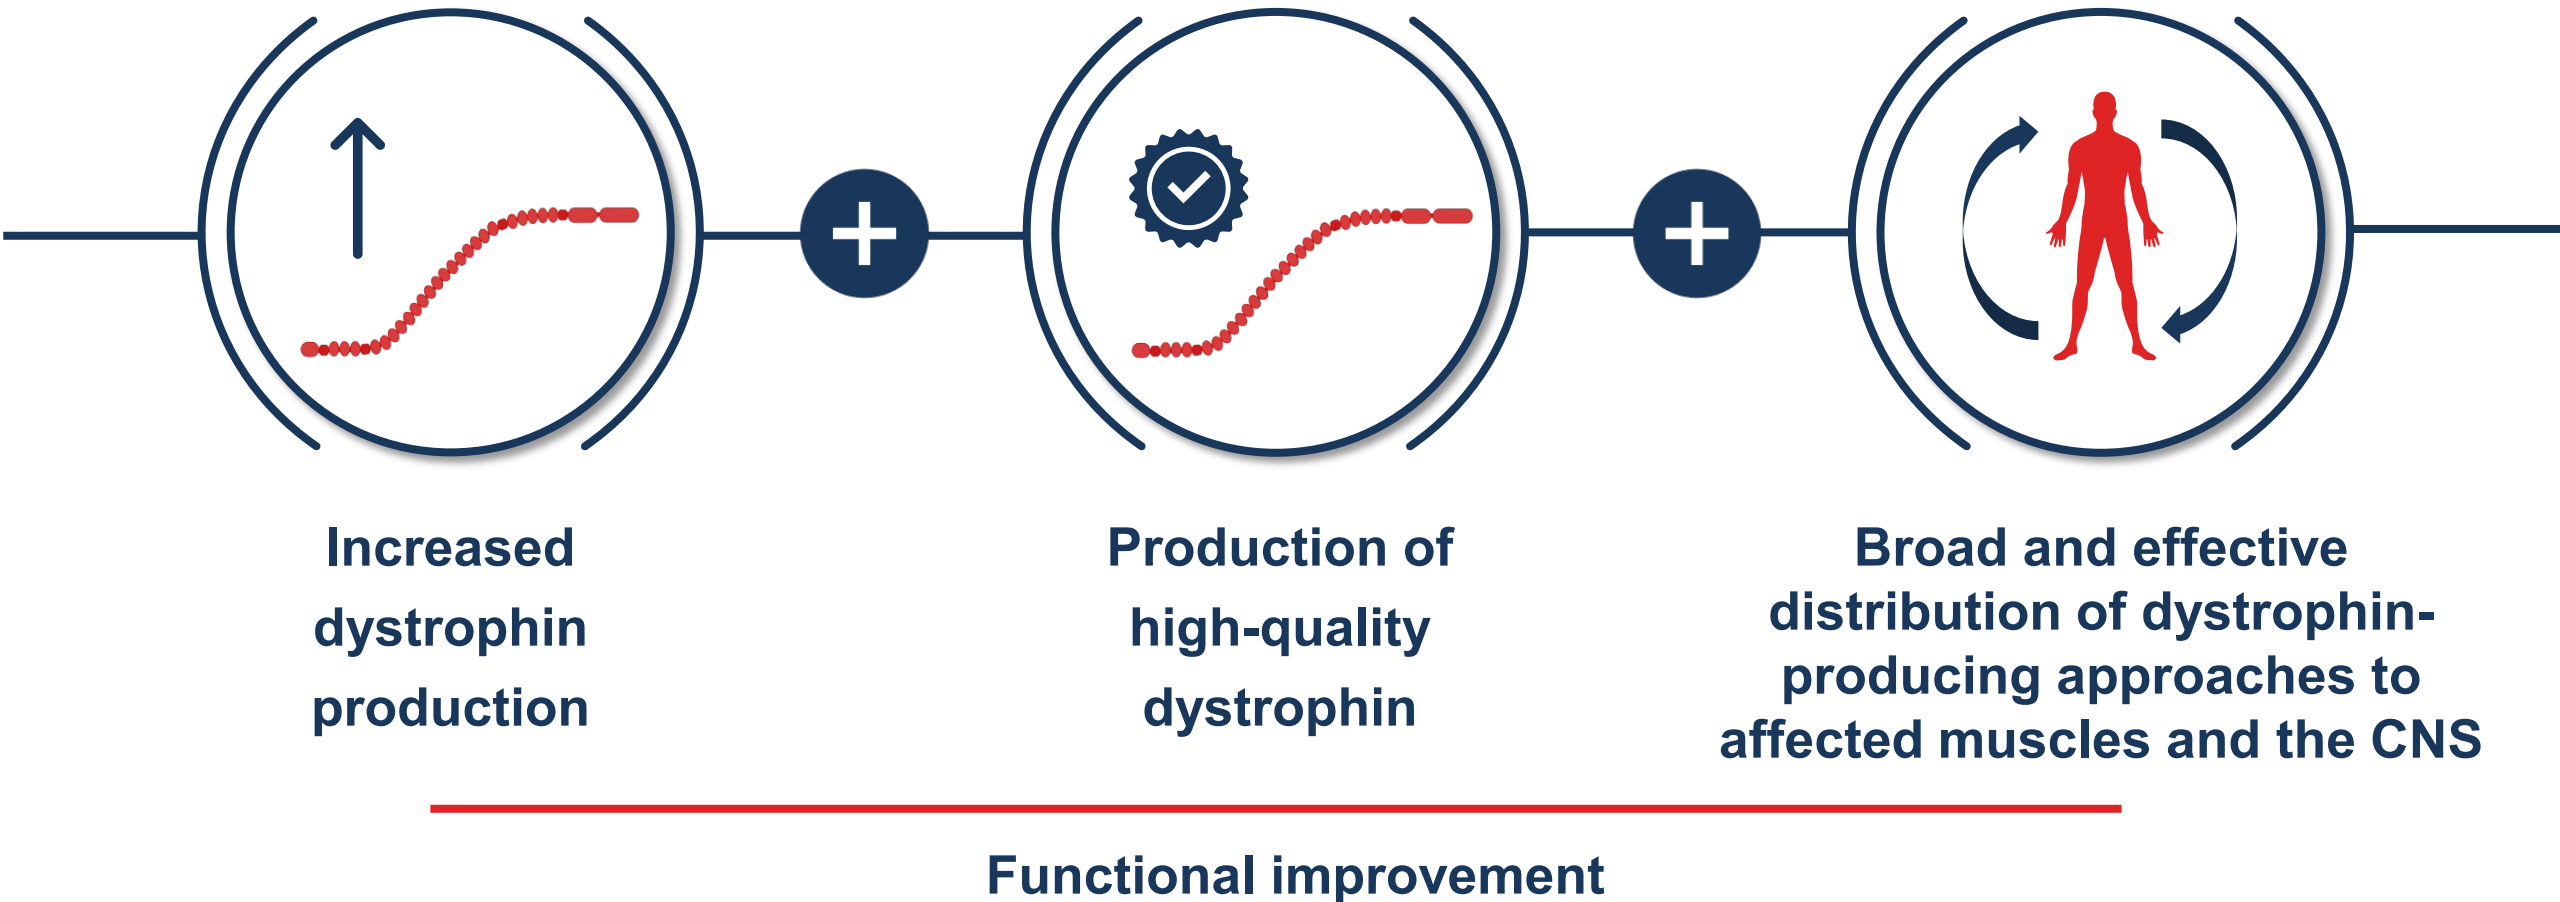 Increased
dystrophin
production
Production of
high-quality
dystrophin
Broad and effective
distribution of dystrophin-
producing approaches to
affected muscles and the CNS
Functional improvement